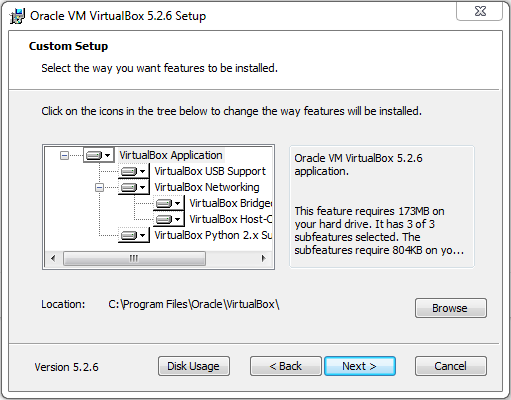 Oracle VM VirtualBox 5.2.6 Setup
Custom Setup
Select the way you want features to be installed.
Click on the icons in the tree below to change the way features will be installed.
VirtualBox Application
VirtualBox USB Support
VirtualBox Networking
VirtualBox Bridge
VirtualBox Host-
VirtualBox Python 2.x Su
Oracle VM VirtualBox 5.2.6
application.
This feature requires 173MB on
your hard drive. It has 3 of 3
subfeatures selected. The
subfeatures require 804KB on yo...
Location: C:\Program Files\Oracle\VirtualBox\
Browse
Version 5.2.6
Disk Usage
< Back
Next >
Cancel